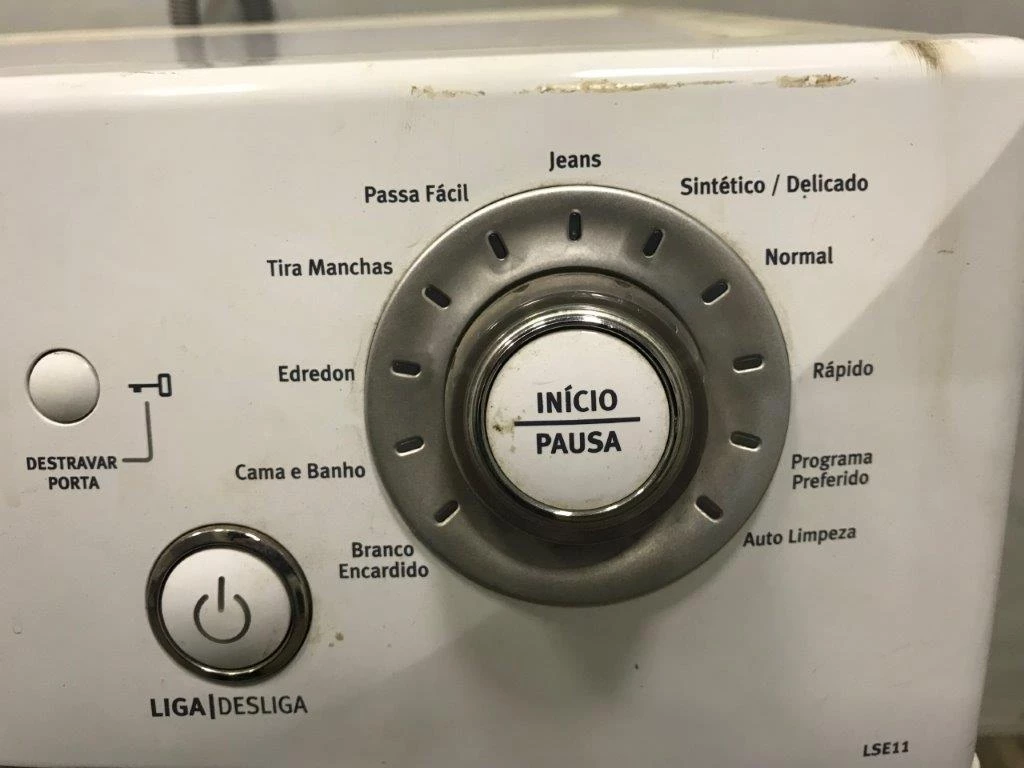 Jeans
Passa Fácil
Sintético / Delicado
Tira Manchas
Normal
Edredon
Rápido
INÍCIO
PAUSA
DESTRAVAR
PORTA
Cama e Banho
Programa
Preferido
Branco
Encardido
Auto Limpeza
LIGA|DESLIGA
LSE11